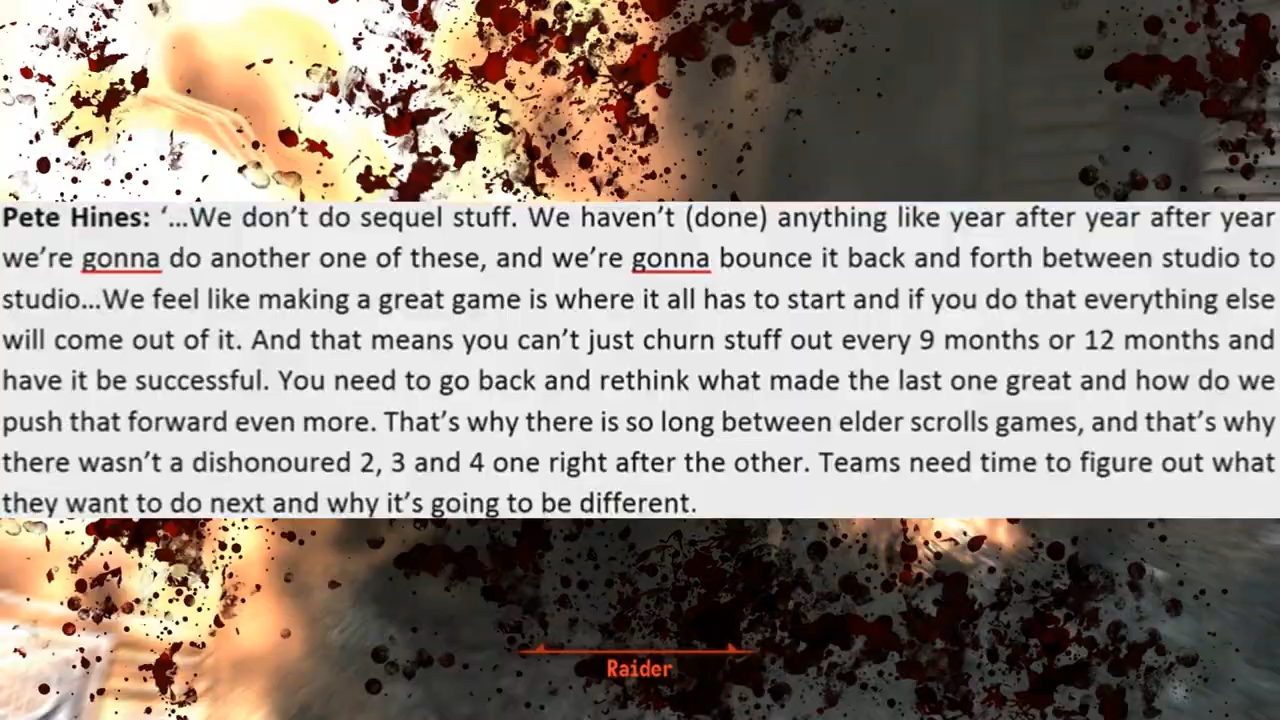 Pete Hines: ‘...We don’t do sequel stuff. We haven’t (done) anything like year after year after year
we’re gonna do another one of these, and we’re gonna bounce it back and forth between studio to
studio...We feel like making a great game is where it all has to start and if you do that everything else
will come out of it. And that means you can’t just churn stuff out every 9 months or 12 months and
have it be successful. You need to go back and rethink what made the last one great and how do we
push that forward even more. That’s why there is so long between elder scrolls games, and that’s why
there wasn’t a dishonoured 2, 3 and 4 one right after the other. Teams need time to figure out what
they want to do next and why it’s going to be different.
Raider